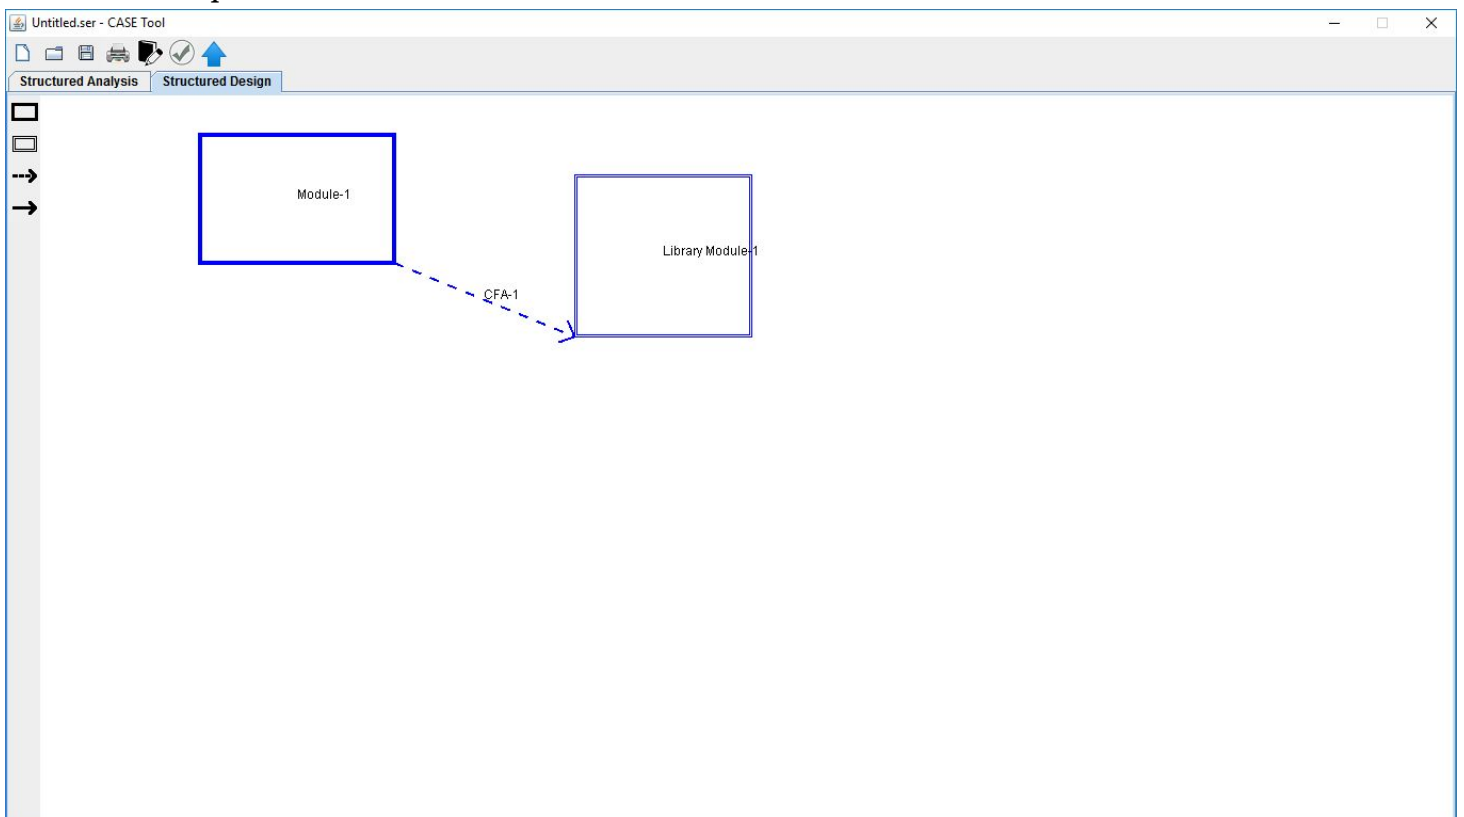 Untitled.ser - CASE Tool
Structured Analysis Structured Design
Module-1
Library Module-1
CFA-1